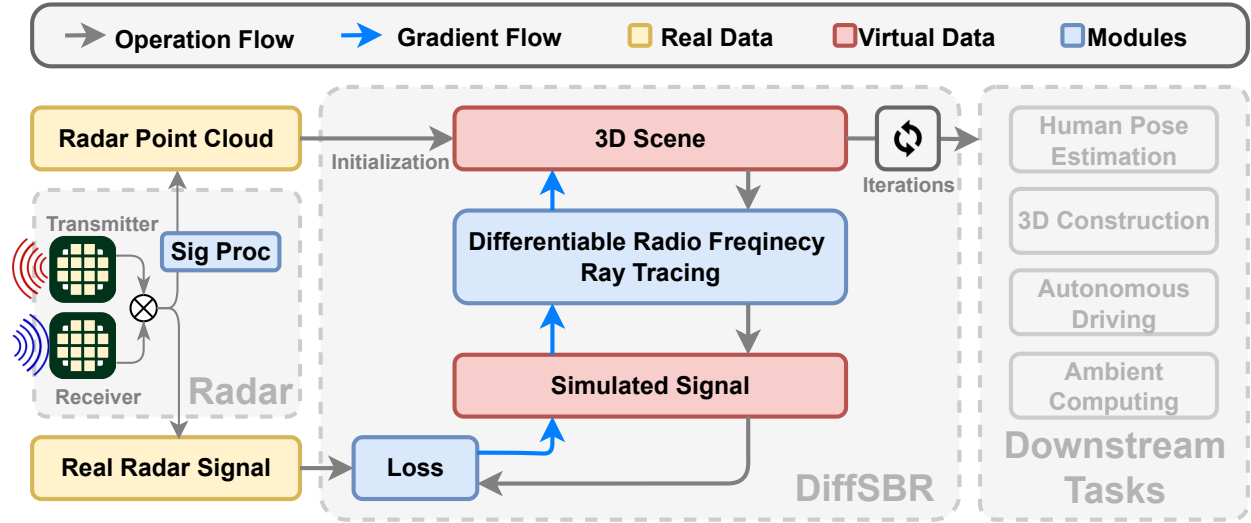 Operation Flow
Gradient Flow
Real Data
Virtual Data
Modules
Radar Point Cloud
Initialization
3D Scene
Iterations
Transmitter
Sig Proc
Receiver
Radar
Differentiable Radio Freqinecy
Ray Tracing
Simulated Signal
Real Radar Signal
Loss
DiffSBR
Human Pose
Estimation
3D Construction
Autonomous
Driving
Ambient
Computing
Downstream
Tasks